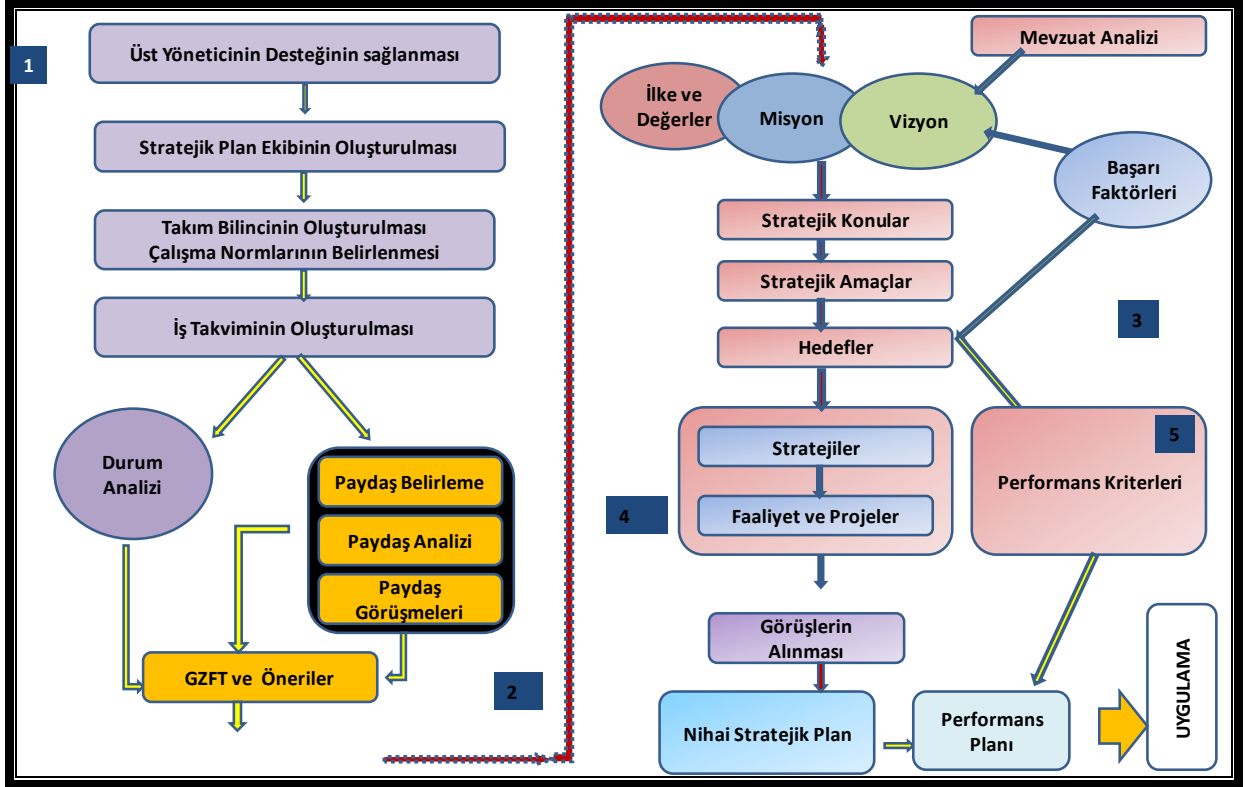 1
Üst Yöneticinin Desteğinin sağlanması
Stratejik Plan Ekibinin Oluşturulması
Takım Bilincinin Oluşturulması
Çalışma Normlarının Belirlenmesi
İş Takviminin Oluşturulması
Durum
Analizi
Paydaş Belirleme
Paydaş Analizi
Paydaş
Görüşmeleri
GZFT ve Öneriler
2
Mevzuat Analizi
İlke ve
Değerler
Misyon
Vizyon
Başarı
Faktörleri
Stratejik Konular
Stratejik Amaçlar
Hedefler
3
Stratejiler
Faaliyet ve Projeler
4
5
Performans Kriterleri
Görüşlerin
Alınması
Nihai Stratejik Plan
Performans
Planı
UYGULAMA